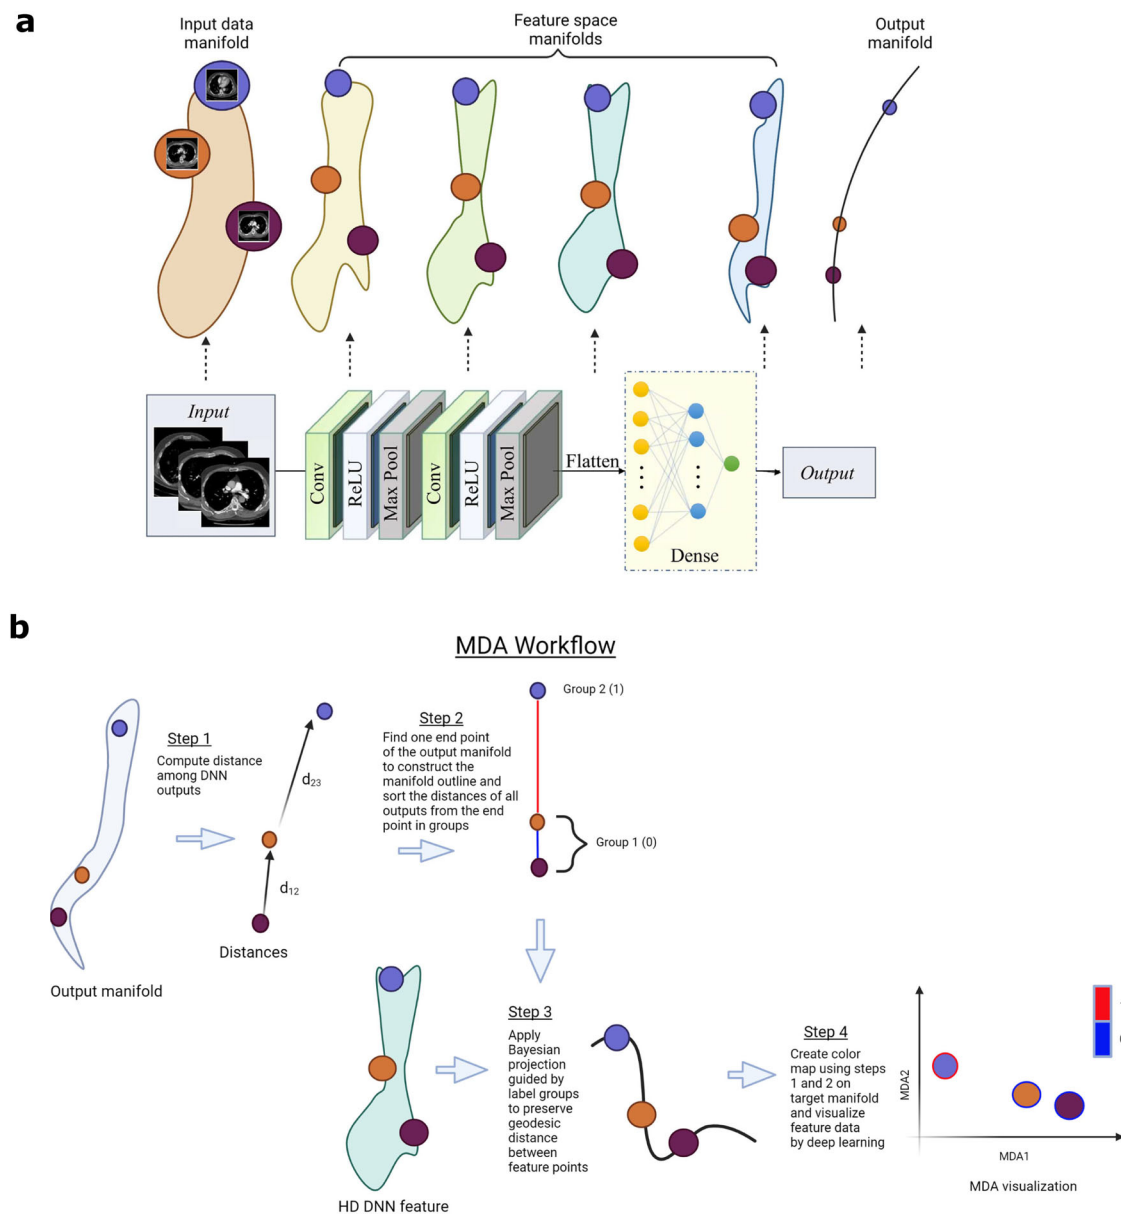 a
Input data
manifold
Feature space
manifolds
Output
manifold
Input
Conv
ReLU
Max Pool
Conv
ReLU
Max Pool
Flatten
Dense
Output
b
MDA Workflow
Step 1
Compute distance
among DNN
outputs
d23
d12
Distances
Output manifold
Step 2
Find one end point
of the output manifold
to construct the
manifold outline and
sort the distances of all
outputs from the end
point in groups
Group 2 (1)
Group 1 (0)
HD DNN feature
Step 3
Apply
Bayesian
projection
guided by
label groups
to preserve
geodesic
distance
between
feature points
Step 4
Create color
map using steps
1 and 2 on
target manifold
and visualize
feature data
by deep learning
MDA2
MDA1
MDA visualization